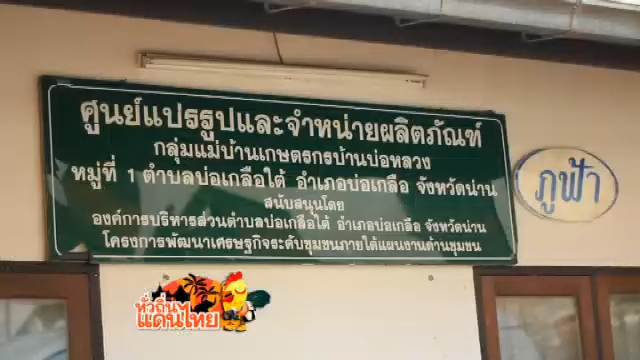 ศูนย์แปรรูปและจำหน่ายผลิตภัณฑ์
กลุ่มแม่บ้านเกษตรกรบ้านบ่อหลวง
หมู่ที่ 1 ตำบลบ่อเกลือใต้ อำเภอบ่อเกลือ จังหวัดน่าน
สนับสนุนโดย
องค์การบริหารส่วนตำบลบ่อเกลือใต้ อำเภอบ่อเกลือ จังหวัดน่าน
โครงการพัฒนาเศรษฐกิจระดับชุมชนภายใต้แผนงานด้านชุมชน
ภูฟ้า
ทั่วถิ่น
แดนไทย